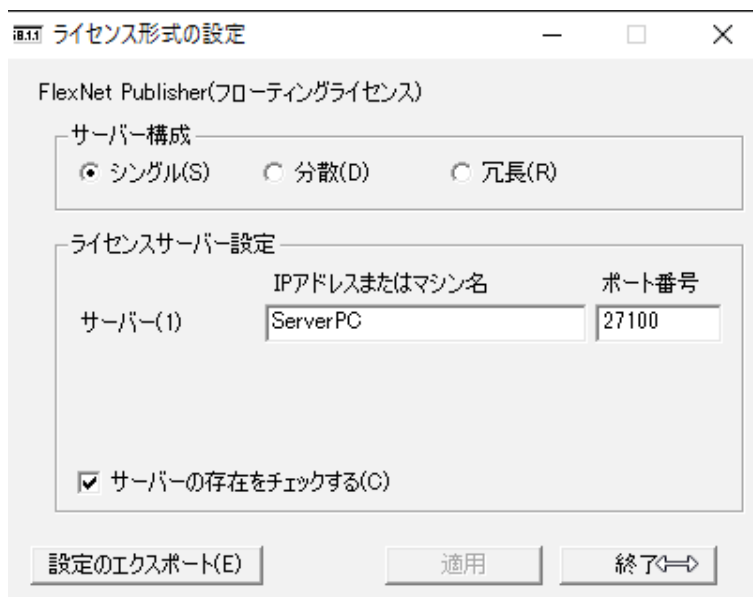 i8.1.1 ライセンス形式の設定
FlexNet Publisher(フローティングライセンス)
サーバー構成
シングル(S) 分散(D) 冗長(R)
ライセンスサーバー設定
IPアドレスまたはマシン名 ポート番号
サーバー(1) ServerPC 27100
サーバーの存在をチェックする(C)
設定のエクスポート(E) 適用 終了